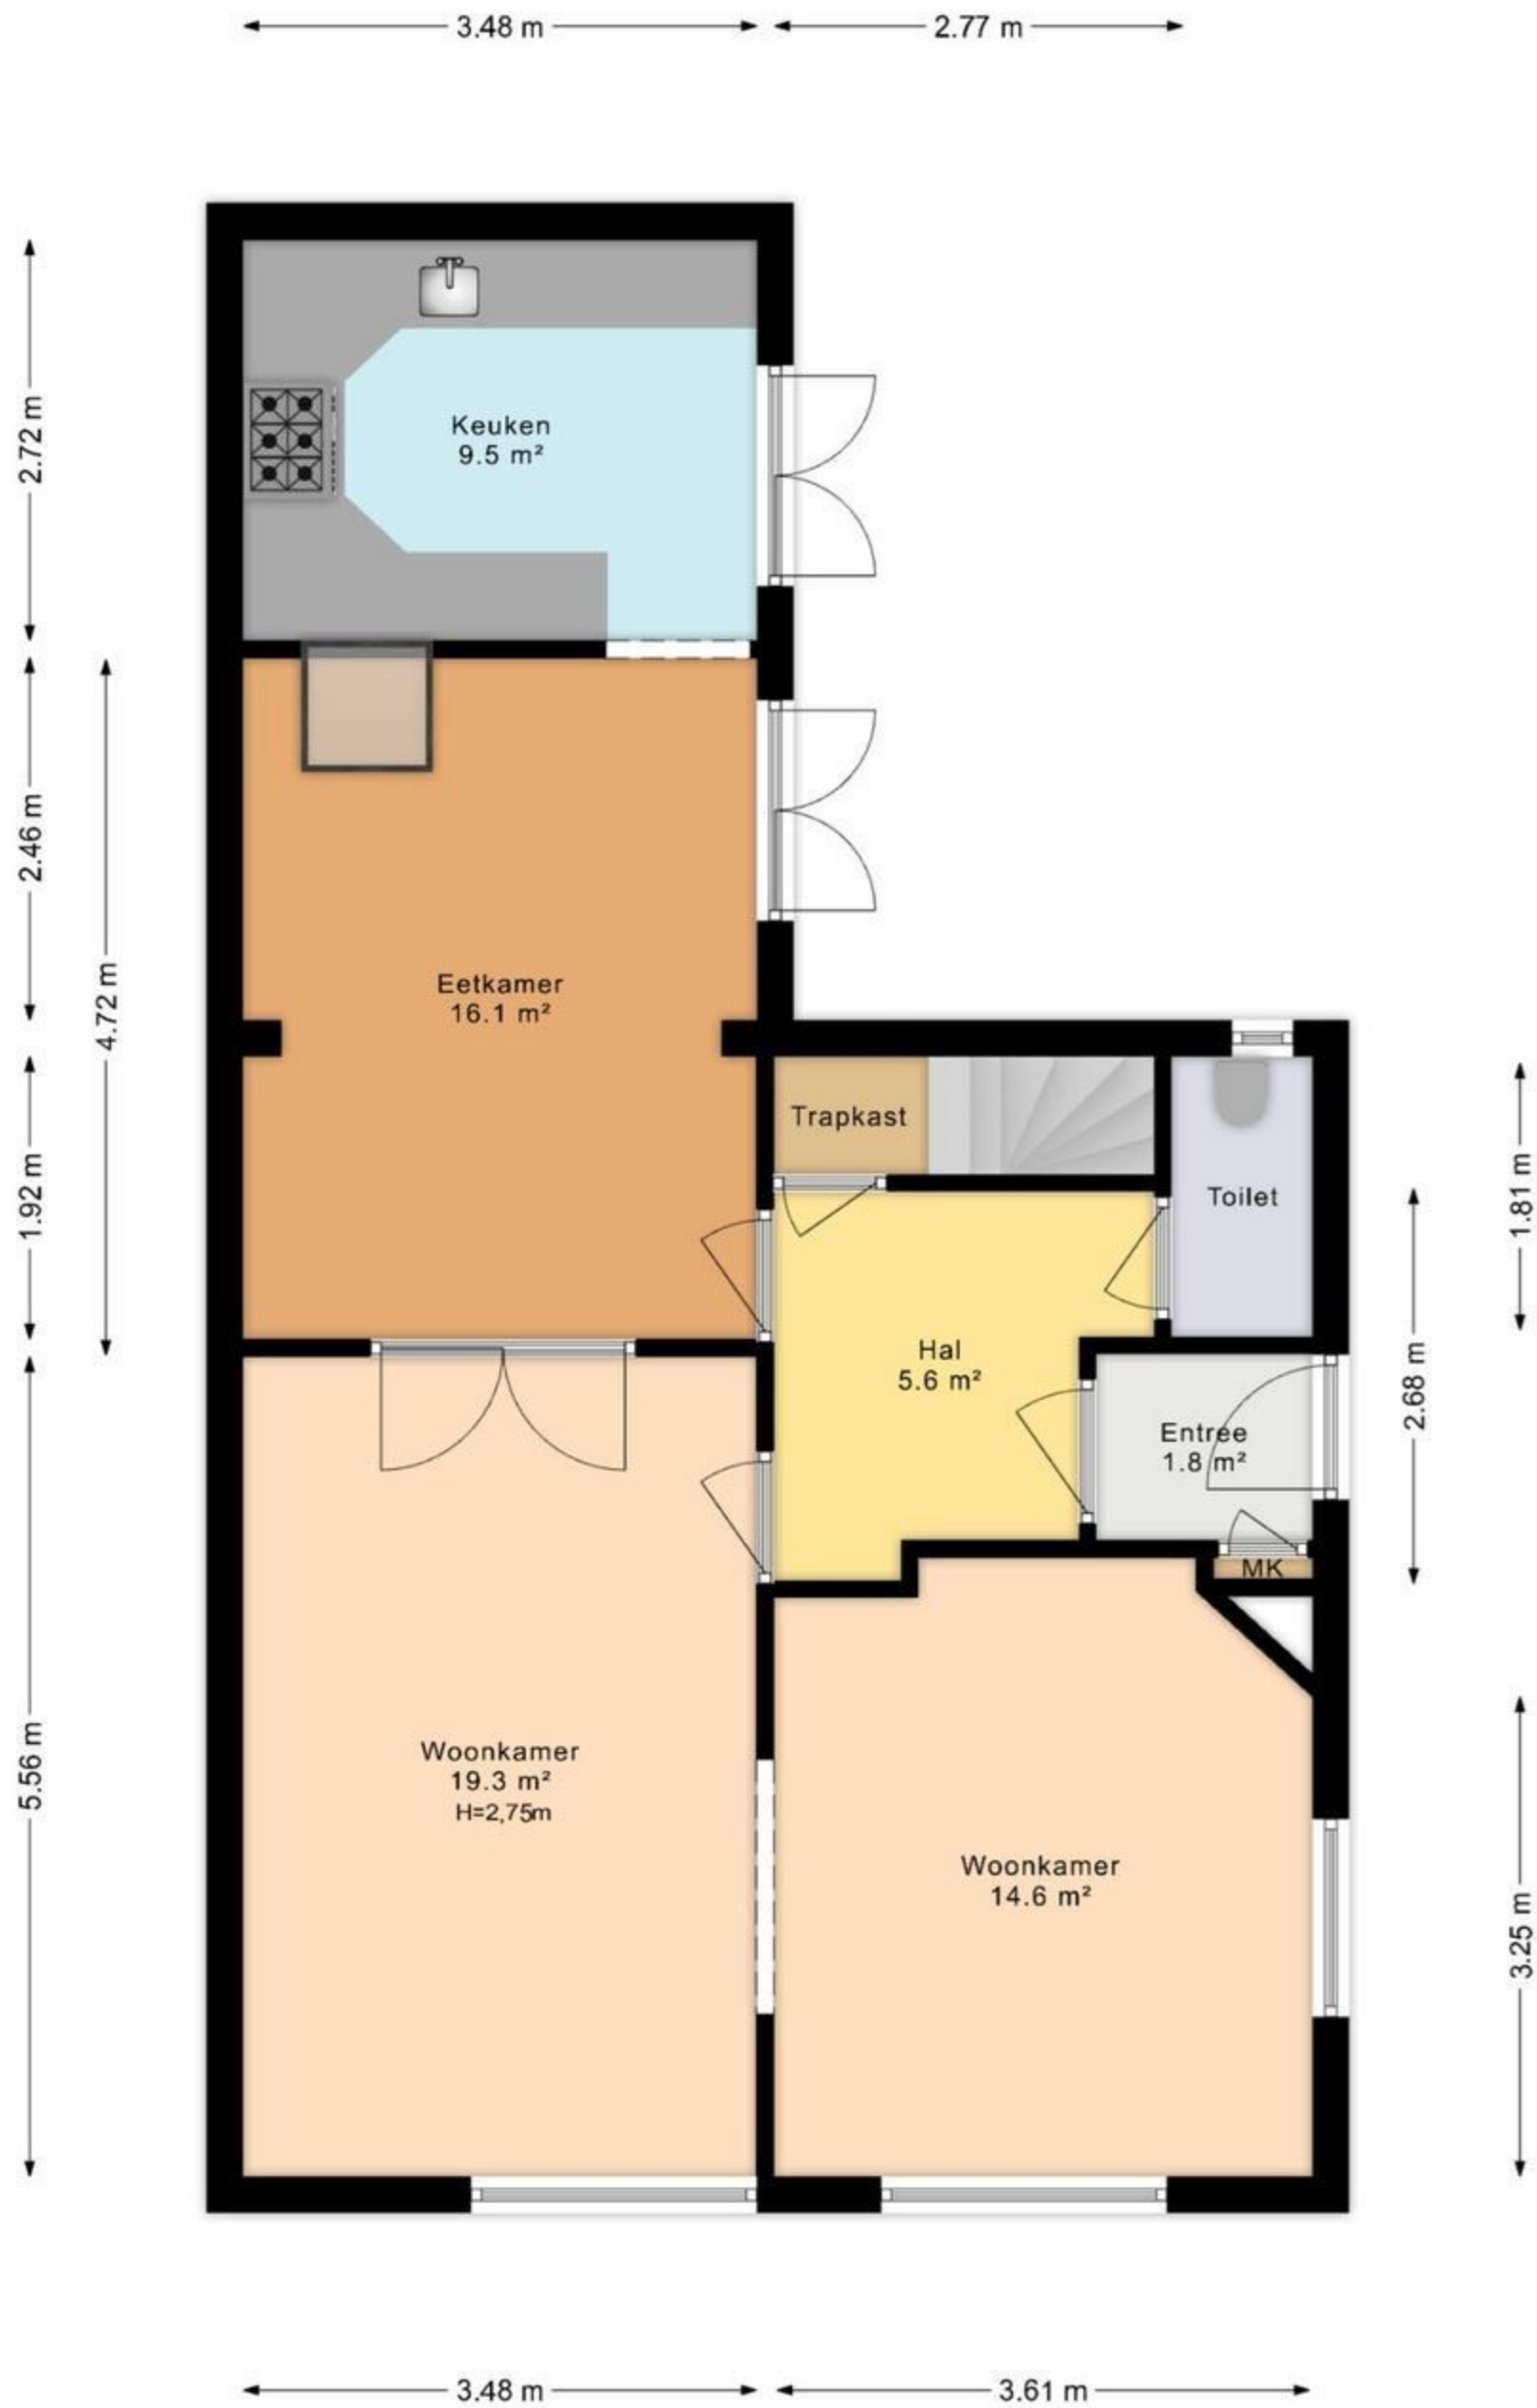 3.48 m
2.77 m
2.72 m
Keuken
9.5 m²
2.46 m
4.72 m
Eetkamer
16.1 m²
1.92 m
Trapkast
Toilet
1.81 m
Hal
5.6 m²
2.68 m
Entree
1.8 m²
MK
5.56 m
Woonkamer
19.3 m²
H=2,75m
Woonkamer
14.6 m²
3.25 m
3.48 m
3.61 m